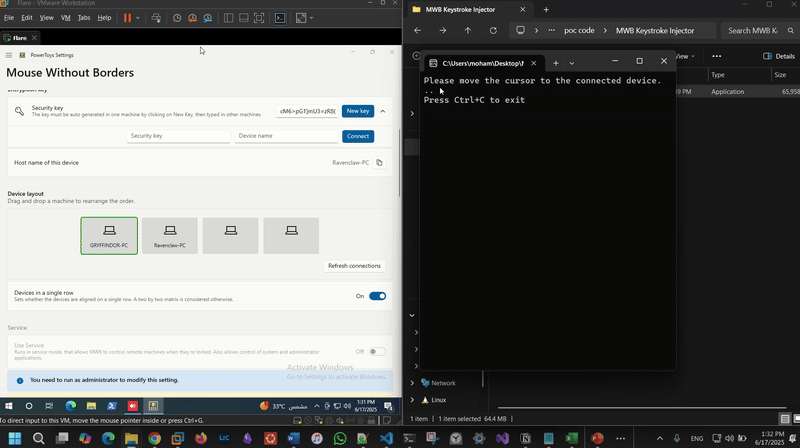 Flare - VMware Workstation
File Edit View VM Tabs Help
Flare
PowerToys Settings
Mouse Without Borders
Encryption key
Security key
The key must be auto generated in one machine by clicking on New Key, then typed in other machines
cM6>pG1]mU3=zR8(
New key
Security key
Device name
Connect
Host name of this device
Ravenclaw-PC
Device layout
Drag and drop a machine to rearrange the order.
GRYFFINDOR-PC
Ravenclaw-PC
Refresh connections
Devices in a single row
Sets whether the devices are aligned on a single row. A two by two matrix is considered otherwise.
On
Service
Use Service
Runs in service mode, that allows MWB to control remote machines when they're locked. Also allows control of system and administrator applications.
Off
Activate Windows
Go to Settings to activate Windows.
You need to run as administrator to modify this setting.
33°C مشمس
1:31 PM
6/17/2025
To direct input to this VM, move the mouse pointer inside or press Ctrl+G.
MWB Keystroke Injector
poc code
MWB Keystroke Injector
Search MWB K
View
Details
Type
Size
Application
65,958
C:\Users\moham\Desktop\
Please move the cursor to the connected device.
..
Press Ctrl+C to exit
Network
Linux
1 item
1 item selected 64.4 MB
ENG
1:32 PM
6/17/2025